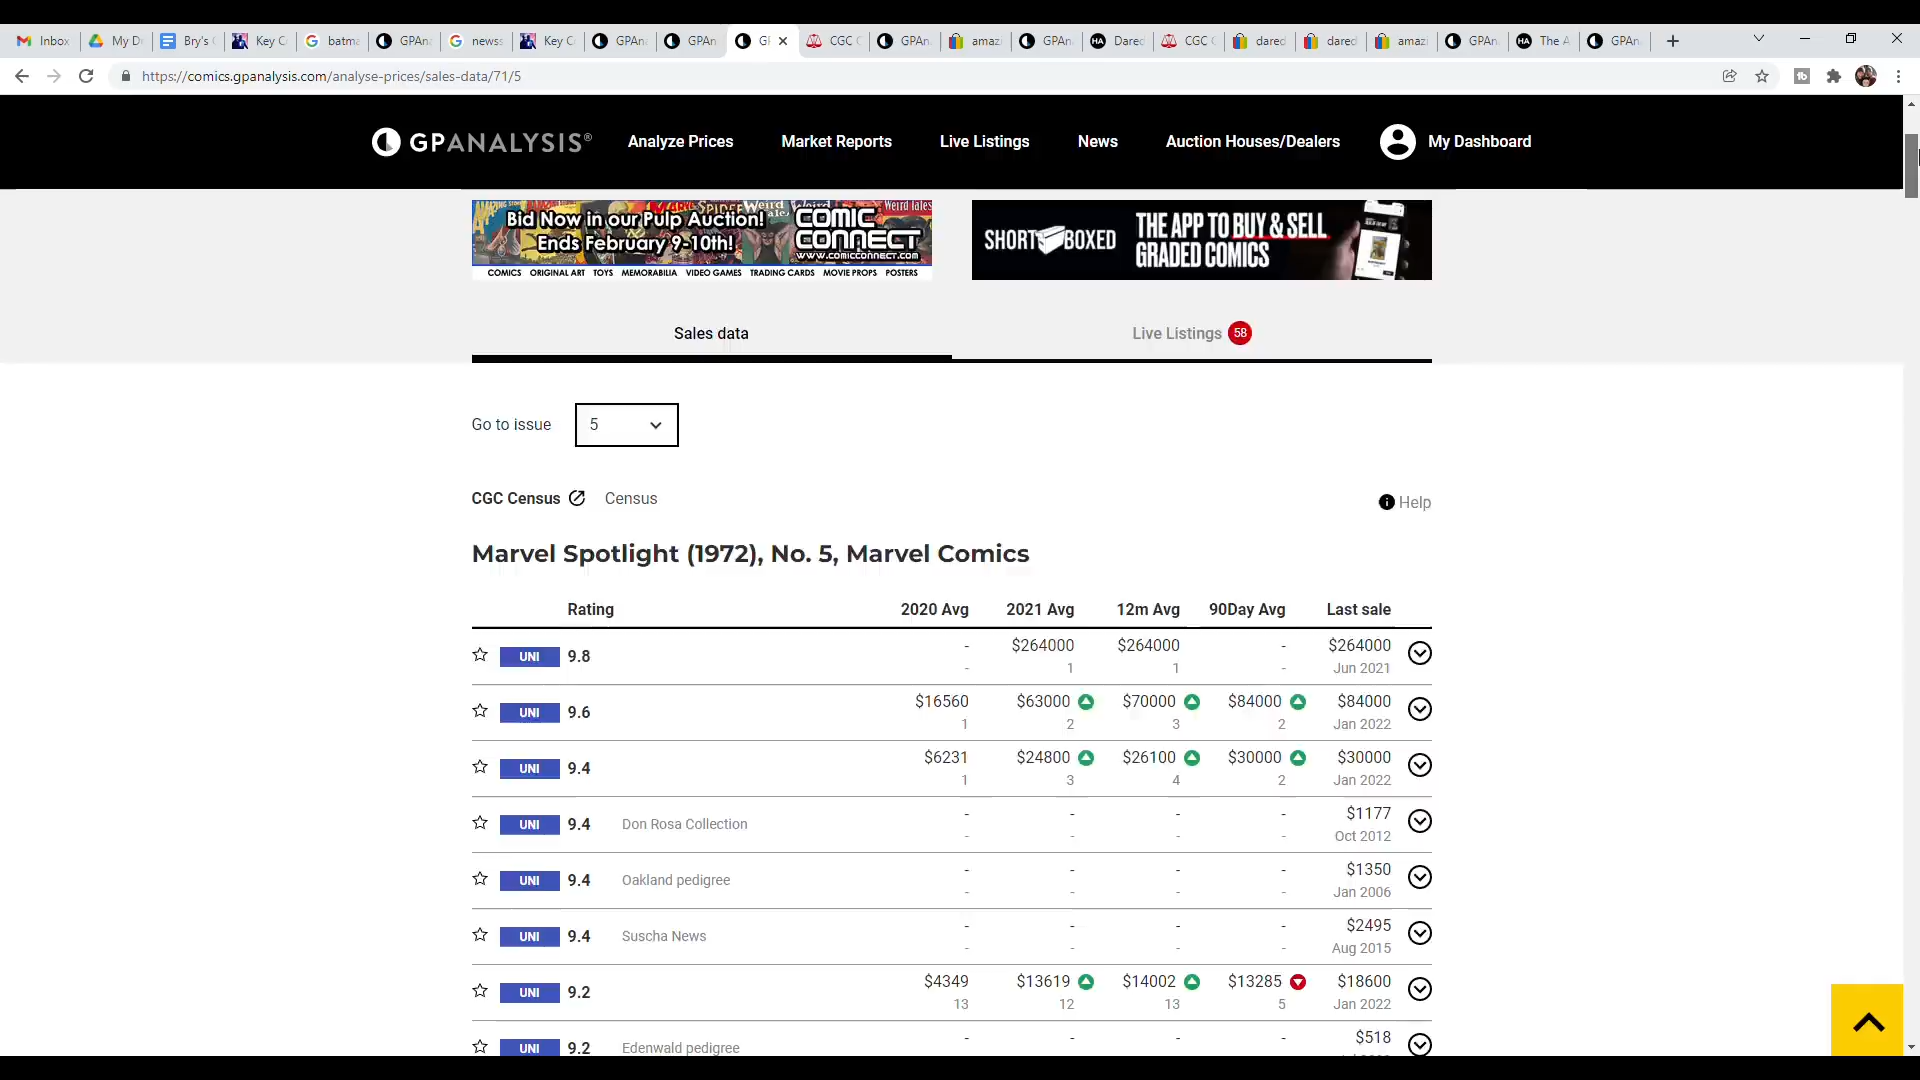 Inbox
My D
Bry's
Key C
batma
GPAn
newss
Key C
GPAn
GPAn
GP
CGC
GPAn
amaz
GPAn
HA
Dared
CGC
dared
dared
amaz
GPAn
HA
The A
GPAn
https://comics.gpanalysis.com/analyse-prices/sales-data/71/5
GPANALYSIS®
Analyze Prices
Market Reports
Live Listings
News
Auction Houses/Dealers
My Dashboard
Bid Now in our Pulp Auction!
Ends February 9-10th!
COMIC
CONNECT
www.comicconnect.com
COMICS ORIGINAL ART TOYS MEMORABILIA VIDEO GAMES TRADING CARDS MOVIE PROPS POSTERS
SHORTBOXED
THE APP TO BUY & SELL
GRADED COMICS
Sales data
Live Listings 58
Go to issue 5
CGC Census Census
Help
Marvel Spotlight (1972), No. 5, Marvel Comics
Rating 2020 Avg 2021 Avg 12m Avg 90Day Avg Last sale
UNI 9.8 - $264000 $264000 - $264000
- 1 1 - Jun 2021
UNI 9.6 $16560 $63000 $70000 $84000 $84000
1 2 3 2 Jan 2022
UNI 9.4 $6231 $24800 $26100 $30000 $30000
1 3 4 2 Jan 2022
UNI 9.4 Don Rosa Collection - - - - $1177
- - - - Oct 2012
UNI 9.4 Oakland pedigree - - - - $1350
- - - - Jan 2006
UNI 9.4 Suscha News - - - - $2495
- - - - Aug 2015
UNI 9.2 $4349 $13619 $14002 $13285 $18600
13 12 13 5 Jan 2022
UNI 9.2 Edenwald pedigree - - - - $518